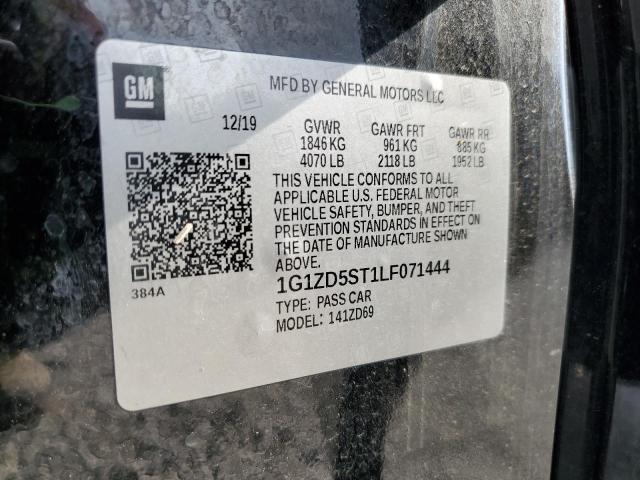 GM
MFD BY GENERAL MOTORS LLC
12/19 GVWR GAWR FRT GAWR RR
1846 KG 961 KG 885 KG
4070 LB 2118 LB 1952 LB
THIS VEHICLE CONFORMS TO ALL
APPLICABLE U.S. FEDERAL MOTOR
VEHICLE SAFETY, BUMPER, AND THEFT
PREVENTION STANDARDS IN EFFECT ON
THE DATE OF MANUFACTURE SHOWN
ABOVE.
384A
1G1ZD5ST1LF071444
TYPE: PASS CAR
MODEL: 141ZD69